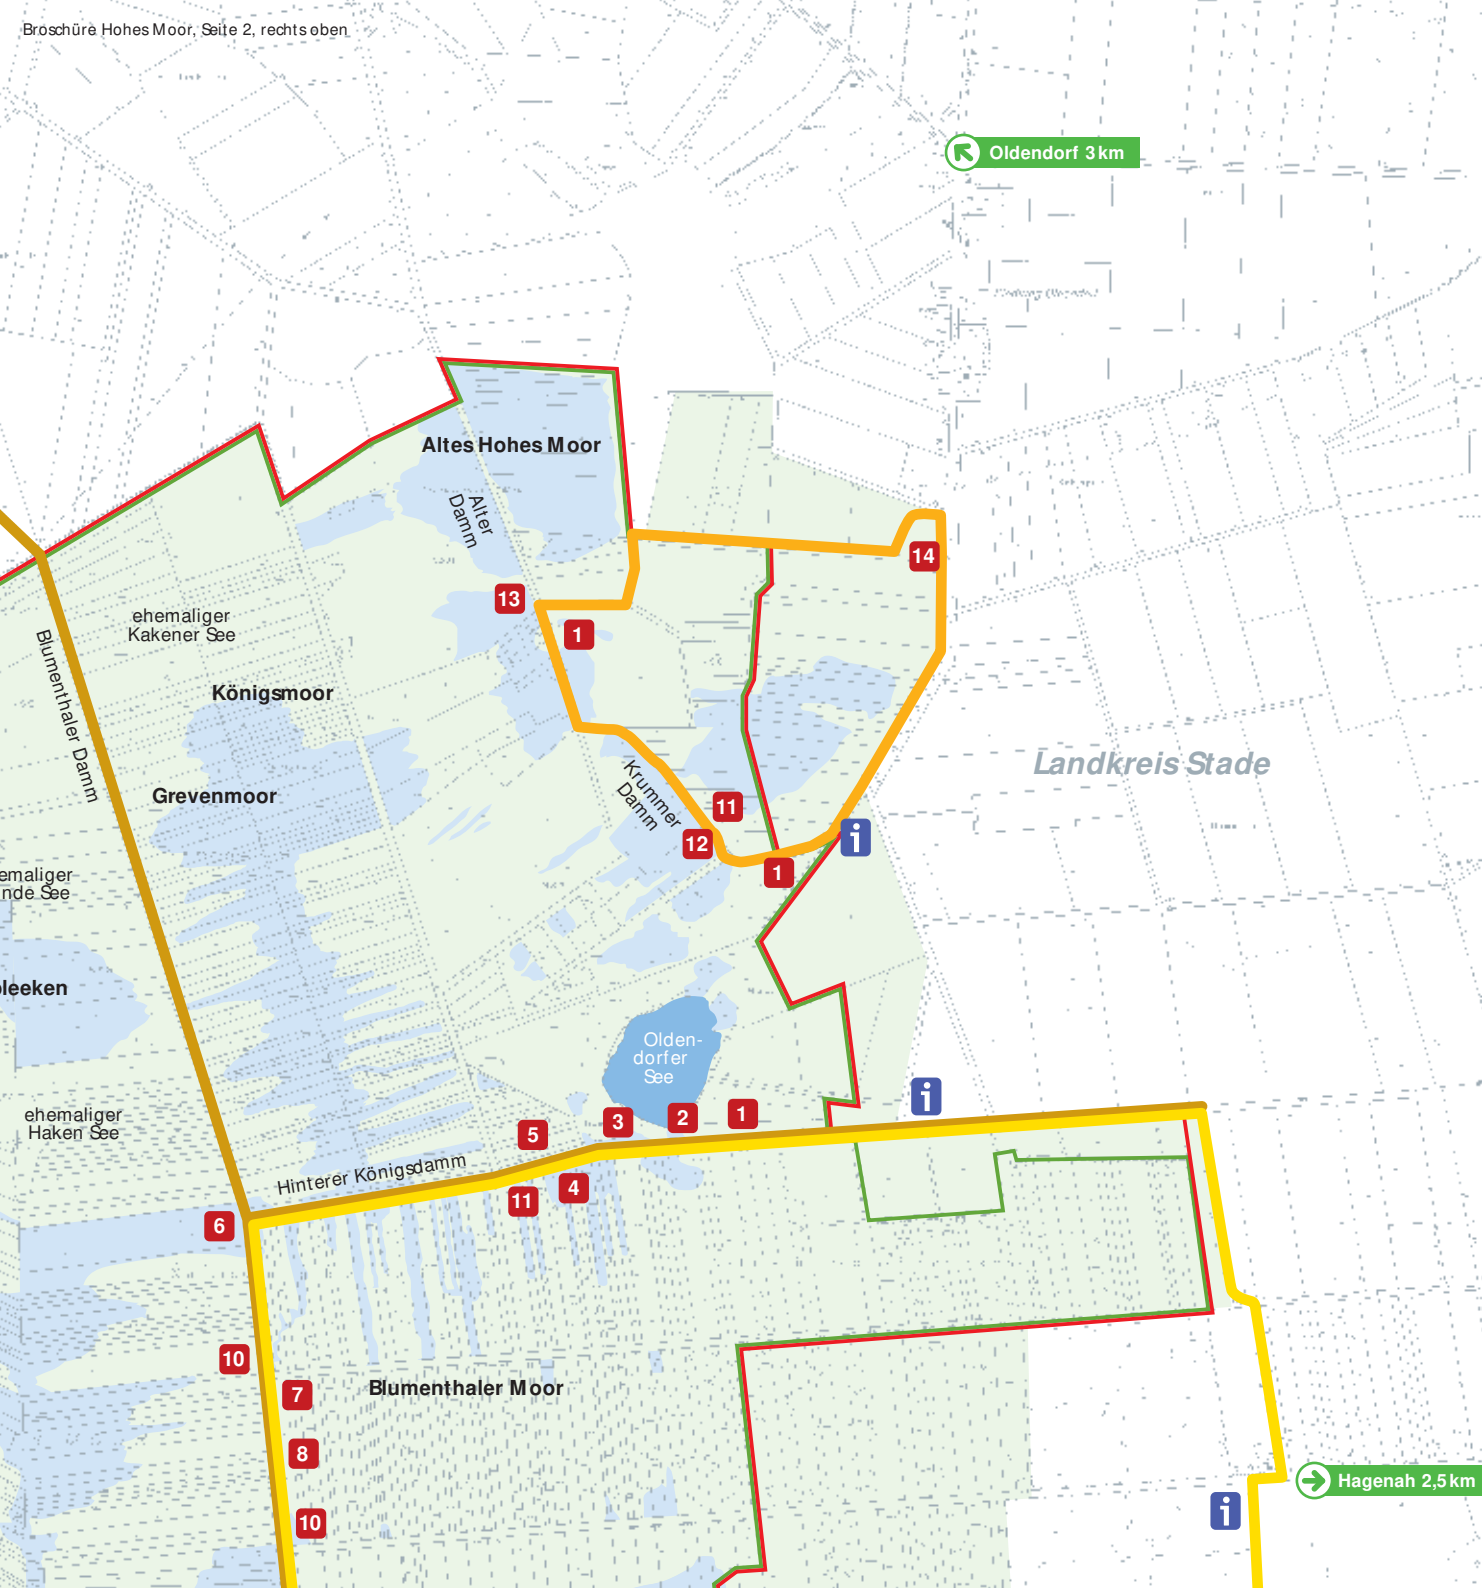 Broschüre Hohes Moor, Seite 2, rechts oben
Oldendorf 3 km
Altes Hohes Moor
Alter
Damm
14
13
1
ehemaliger
Kakener See
Blumenthaler Damm
Königsmoor
Landkreis Stade
Krummer
Damm
Grevenmoor
11
12
i
1
emaliger
nde See
leeken
Olden-
dorfer
See
i
ehemaliger
Haken See
1
2
3
5
Hinterer Königsdamm
4
11
6
10
Blumenthaler Moor
7
8
Hagenah 2,5 km
i
10